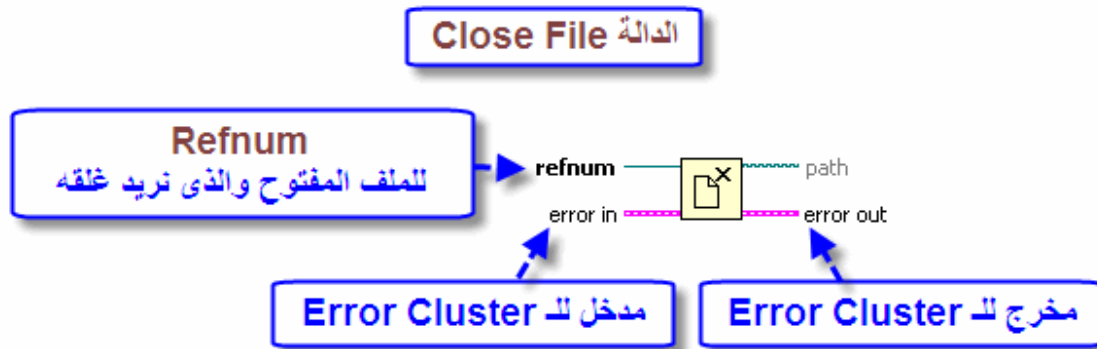 الدالة Close File
Refnum
للملف المفتوح والذى نريد غلقه
refnum
path
error in
error out
مدخل للـ Error Cluster
مخرج للـ Error Cluster